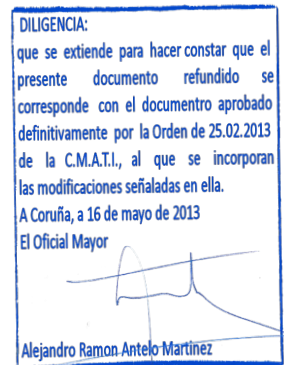 DILIGENCIA:
que se extiende para hacer constar que el
presente documento refundido se
corresponde con el documentro aprobado
definitivamente por la Orden de 25.02.2013
de la C.M.A.T.I., al que se incorporan
las modificaciones señaladas en ella.
A Coruña, a 16 de mayo de 2013
El Oficial Mayor
Alejandro Ramon Antelo Martinez